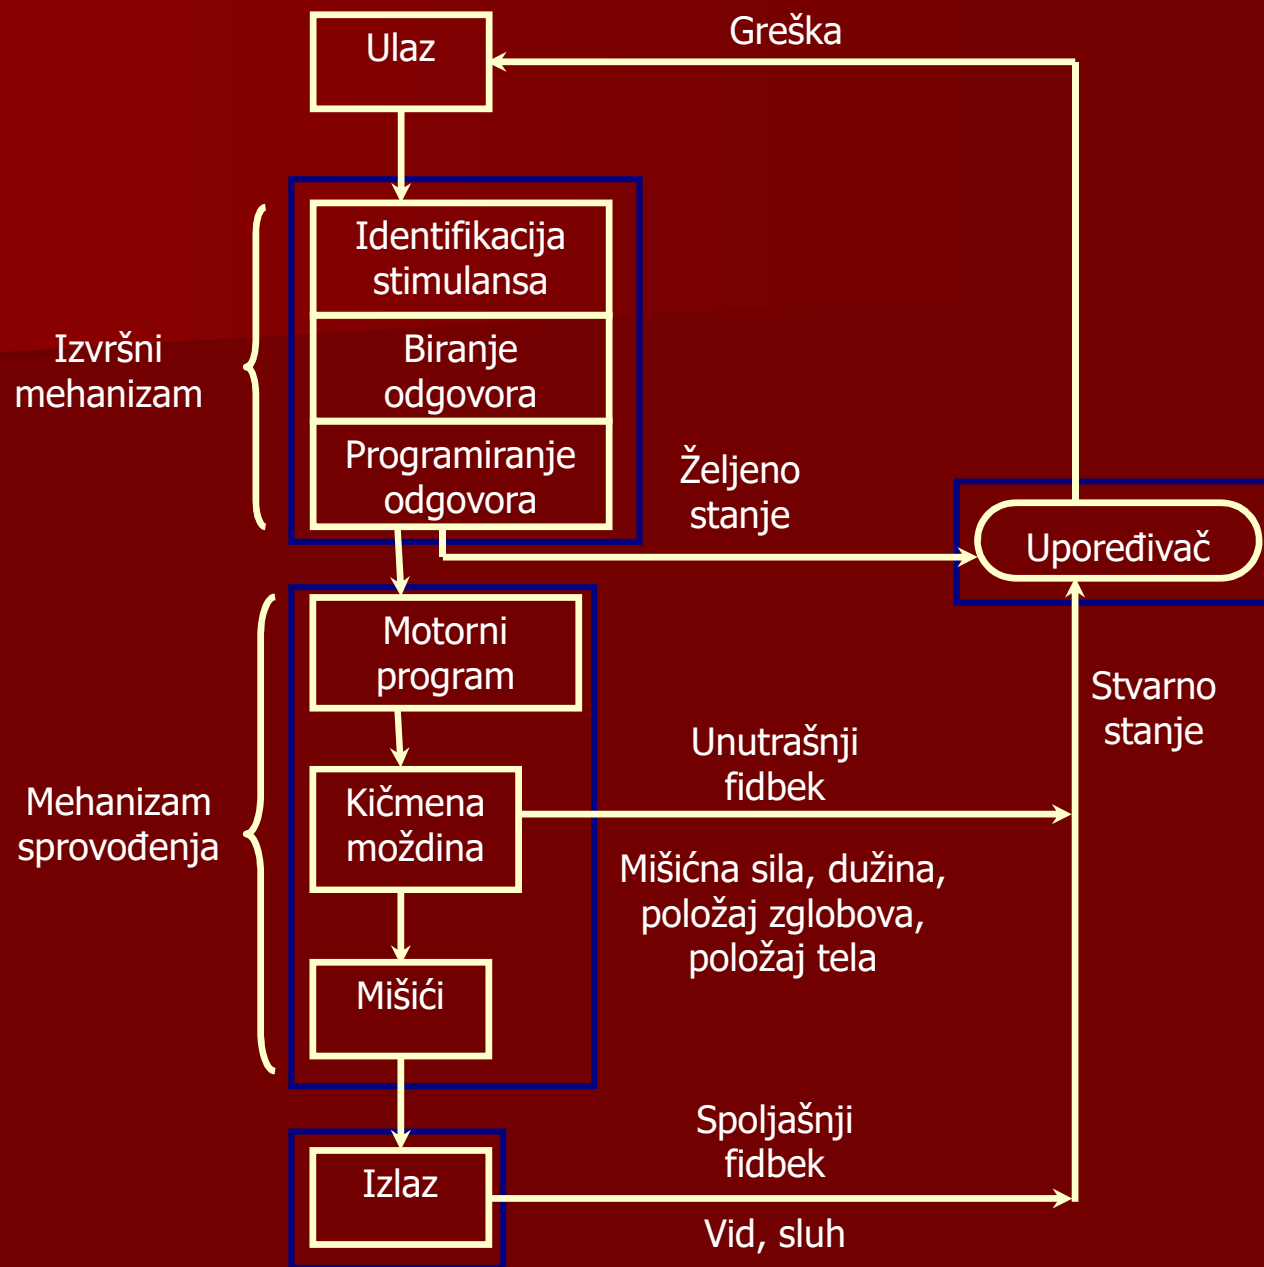 Ulaz
Greška
Identifikacija
stimulansa
Izvršni
mehanizam
Biranje
odgovora
Programiranje
odgovora
Željeno
stanje
Upoređivač
Motorni
program
Stvarno
stanje
Unutrašnji
fidbek
Mehanizam
sprovođenja
Kičmena
moždina
Mišićna sila, dužina,
položaj zglobova,
položaj tela
Mišići
Spoljašnji
fidbek
Izlaz
Vid, sluh